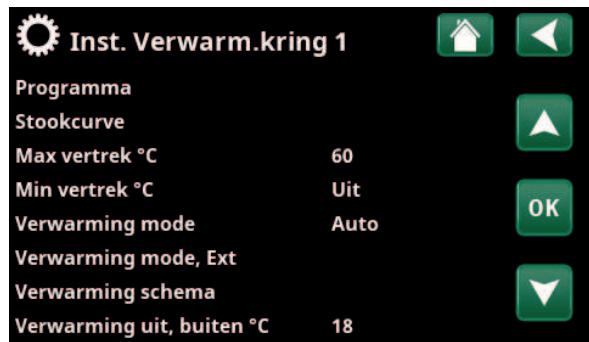 Inst. Verwarm.kring 1
Programma
Stookcurve
Max vertrek °C 60
Min vertrek °C Uit
Verwarming mode Auto
OK
Verwarming mode, Ext
Verwarming schema
Verwarming uit, buiten °C 18